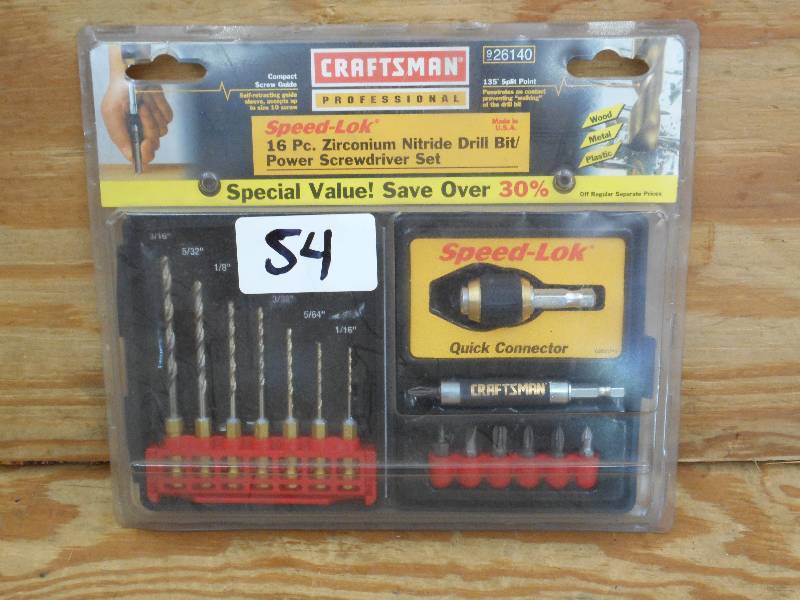 CRAFTSMAN
PROFESSIONAL
926140
Compact
Screw Guide
Self-retracting guide
sleeve, accepts up
to size 10 screw
135° Split Point
Penetrates on contact
preventing "walking"
of the drill bit
Speed-Lok®
Made in
U.S.A.
16 Pc. Zirconium Nitride Drill Bit/
Power Screwdriver Set
Wood
Metal
Plastic
Special Value! Save Over 30%
Off Regular Separate Prices
54
3/16"
5/32"
1/8"
3/32"
5/64"
1/16"
Speed-Lok®
Quick Connector
CRAFTSMAN